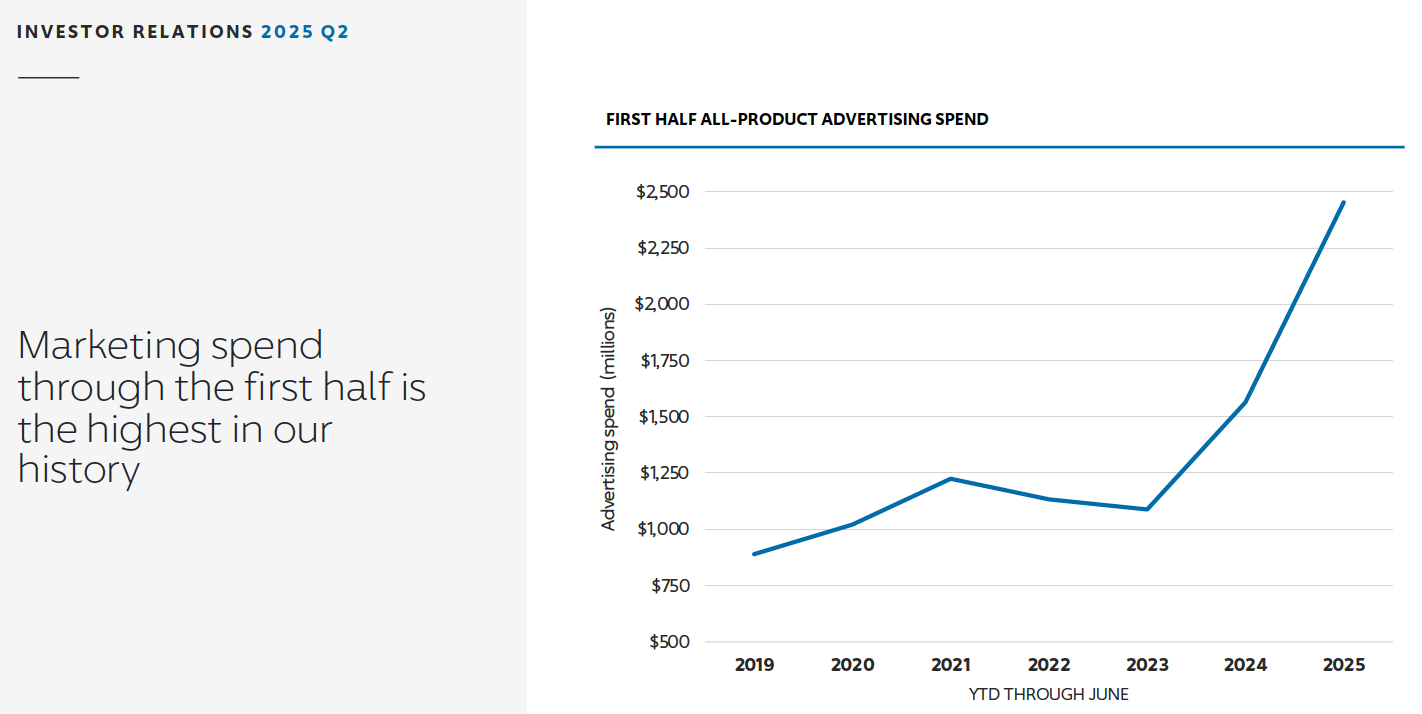 INVESTOR RELATIONS 2025 Q2
Marketing spend
through the first half is
the highest in our
history
FIRST HALF ALL-PRODUCT ADVERTISING SPEND
Advertising spend (millions)
$2,500
$2,250
$2,000
$1,750
$1,500
$1,250
$1,000
$750
$500
2019 2020 2021 2022 2023 2024 2025
YTD THROUGH JUNE